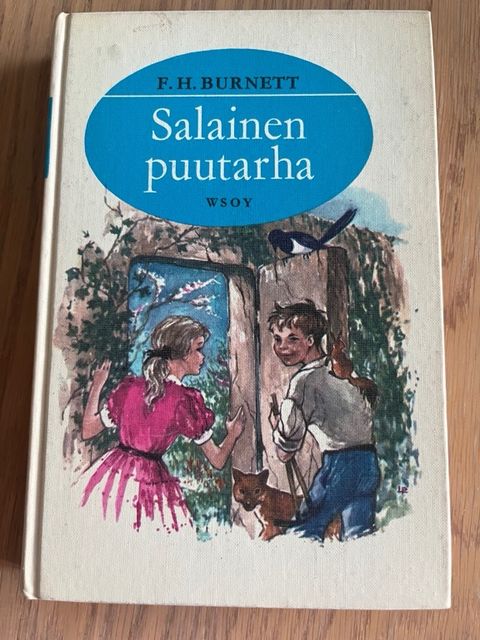 F. H. BURNETT
Salainen
puutarha
WSOY